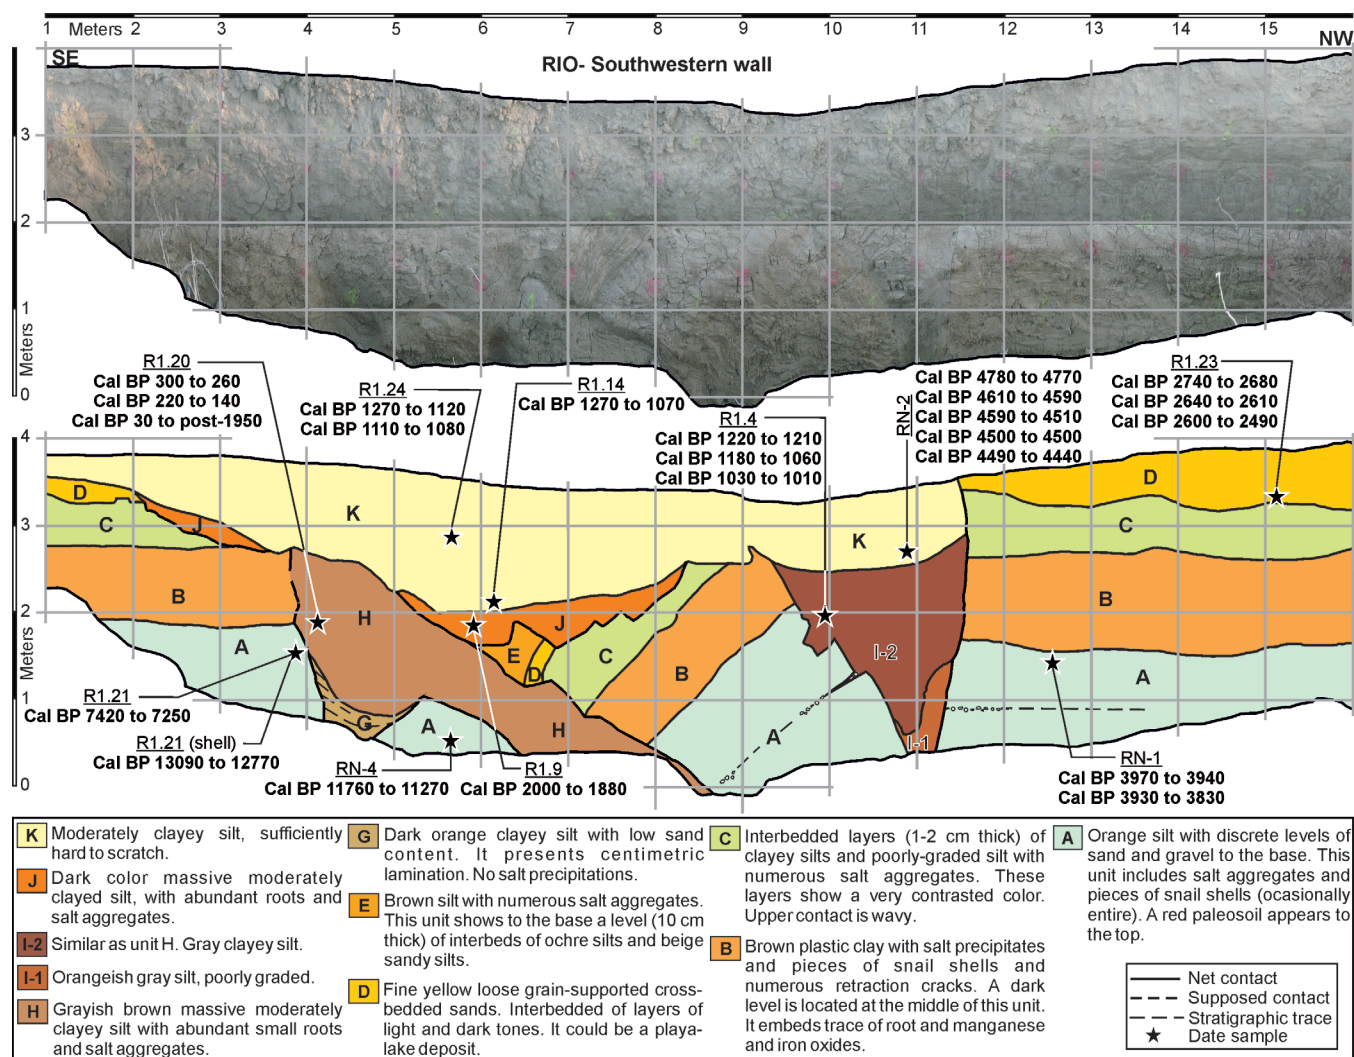 1 Meters 2 3 4 5 6 7 8 9 10 11 12 13 14 15
SE
NW
RIO- Southwestern wall
3
2
1
0
Meters
R1.20
Cal BP 300 to 260
Cal BP 220 to 140
Cal BP 30 to post-1950
R1.24
Cal BP 1270 to 1120
Cal BP 1110 to 1080
R1.14
Cal BP 1270 to 1070
R1.4
Cal BP 1220 to 1210
Cal BP 1180 to 1060
Cal BP 1030 to 1010
RN-2
Cal BP 4780 to 4770
Cal BP 4610 to 4590
Cal BP 4590 to 4510
Cal BP 4500 to 4500
Cal BP 4490 to 4440
R1.23
Cal BP 2740 to 2680
Cal BP 2640 to 2610
Cal BP 2600 to 2490
4
3
2
1
0
Meters
D
C
J
B
A
K
H
G
A
J
E
D
C
B
H
A
K
I-2
I-1
D
C
B
A
R1.21
Cal BP 7420 to 7250
R1.21 (shell)
Cal BP 13090 to 12770
RN-4
Cal BP 11760 to 11270
R1.9
Cal BP 2000 to 1880
RN-1
Cal BP 3970 to 3940
Cal BP 3930 to 3830
K Moderately clayey silt, sufficiently
hard to scratch.
J Dark color massive moderately
clayed silt, with abundant roots and
salt aggregates.
I-2 Similar as unit H. Gray clayey silt.
I-1 Orangeish gray silt, poorly graded.
H Grayish brown massive moderately
clayey silt with abundant small roots
and salt aggregates.
G Dark orange clayey silt with low sand
content. It presents centimetric
lamination. No salt precipitations.
E Brown silt with numerous salt aggregates.
This unit shows to the base a level (10 cm
thick) of interbeds of ochre silts and beige
sandy silts.
D Fine yellow loose grain-supported cross-
bedded sands. Interbedded of layers of
light and dark tones. It could be a playa-
lake deposit.
C Interbedded layers (1-2 cm thick) of
clayey silts and poorly-graded silt with
numerous salt aggregates. These
layers show a very contrasted color.
Upper contact is wavy.
B Brown plastic clay with salt precipitates
and pieces of snail shells and
numerous retraction cracks. A dark
level is located at the middle of this unit.
It embeds trace of root and manganese
and iron oxides.
A Orange silt with discrete levels of
sand and gravel to the base. This
unit includes salt aggregates and
pieces of snail shells (ocasionally
entire). A red paleosoil appears to
the top.
Net contact
Supposed contact
Stratigraphic trace
Date sample